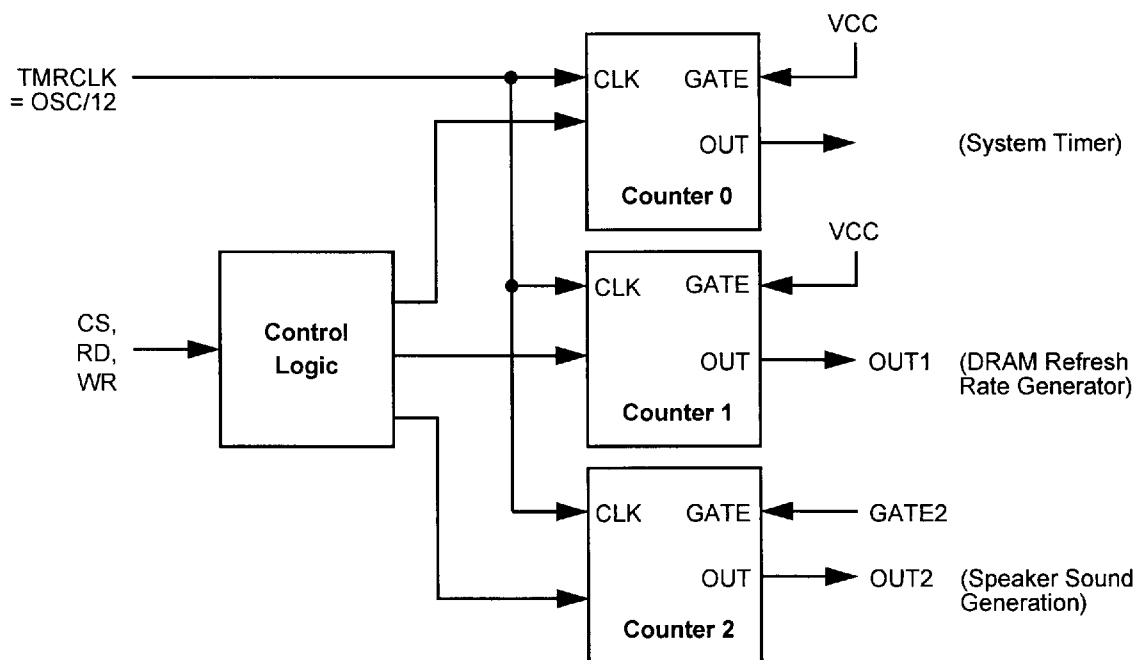 VCC
TMRCLK
= OSC/12
CLK GATE
OUT
(System Timer)
Counter 0
VCC
CLK GATE
CS,
RD,
WR
Control
Logic
OUT
OUT1
(DRAM Refresh
Rate Generator)
Counter 1
CLK GATE
GATE2
OUT
OUT2
(Speaker Sound
Generation)
Counter 2